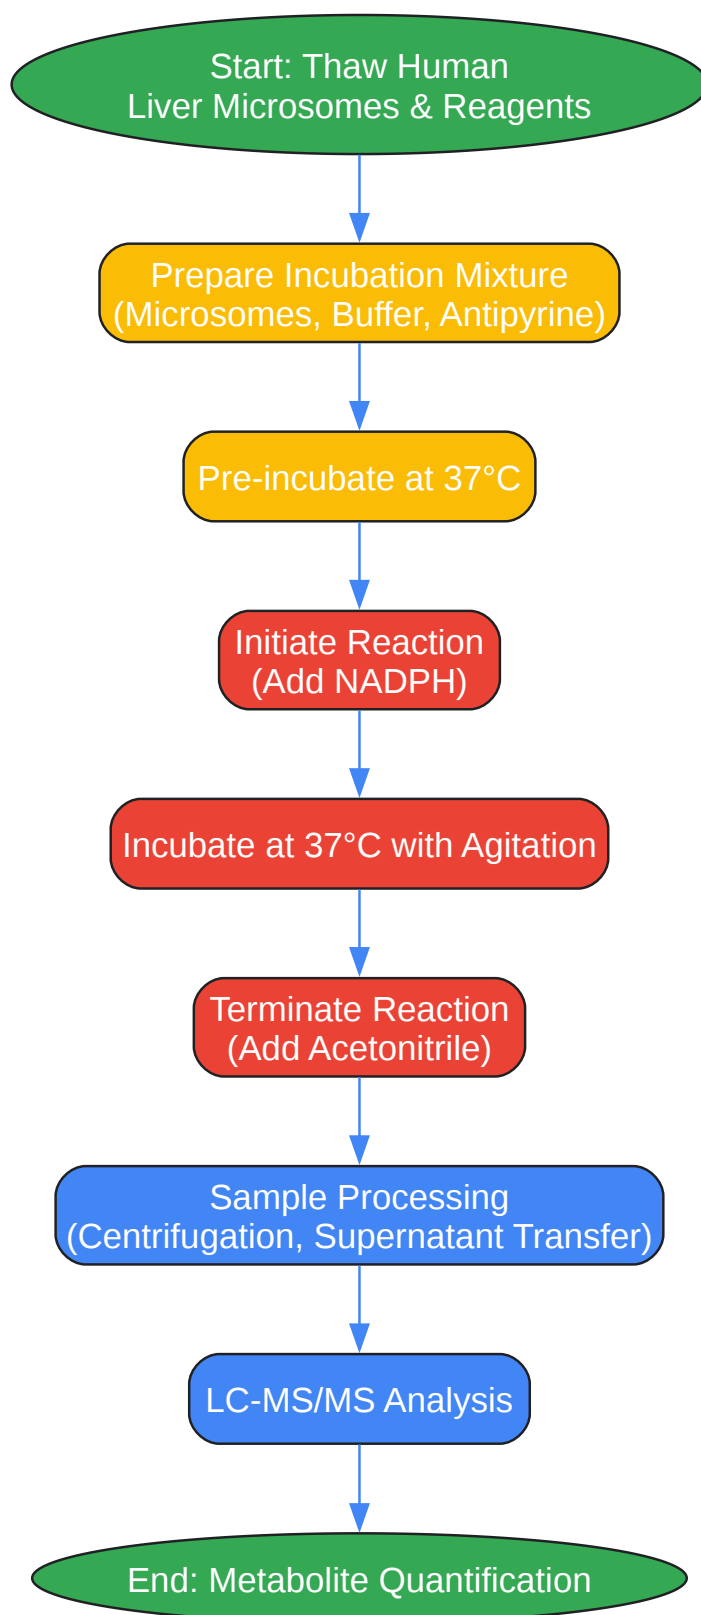 Start: Thaw Human
Liver Microsomes & Reagents
Prepare Incubation Mixture
(Microsomes, Buffer, Antipyrine)
Pre-incubate at 37°C
Initiate Reaction
(Add NADPH)
Incubate at 37°C with Agitation
Terminate Reaction
(Add Acetonitrile)
Sample Processing
(Centrifugation, Supernatant Transfer)
LC-MS/MS Analysis
End: Metabolite Quantification